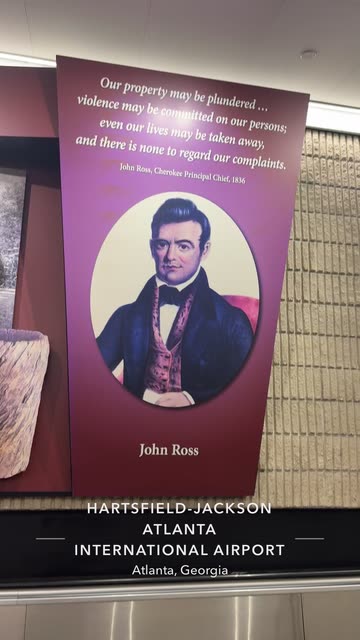 Our property may be plundered ...
violence may be committed on our persons;
even our lives may be taken away,
and there is none to regard our complaints.
John Ross, Cherokee Principal Chief, 1836
John Ross
HARTSFIELD-JACKSON
ATLANTA
INTERNATIONAL AIRPORT
Atlanta, Georgia